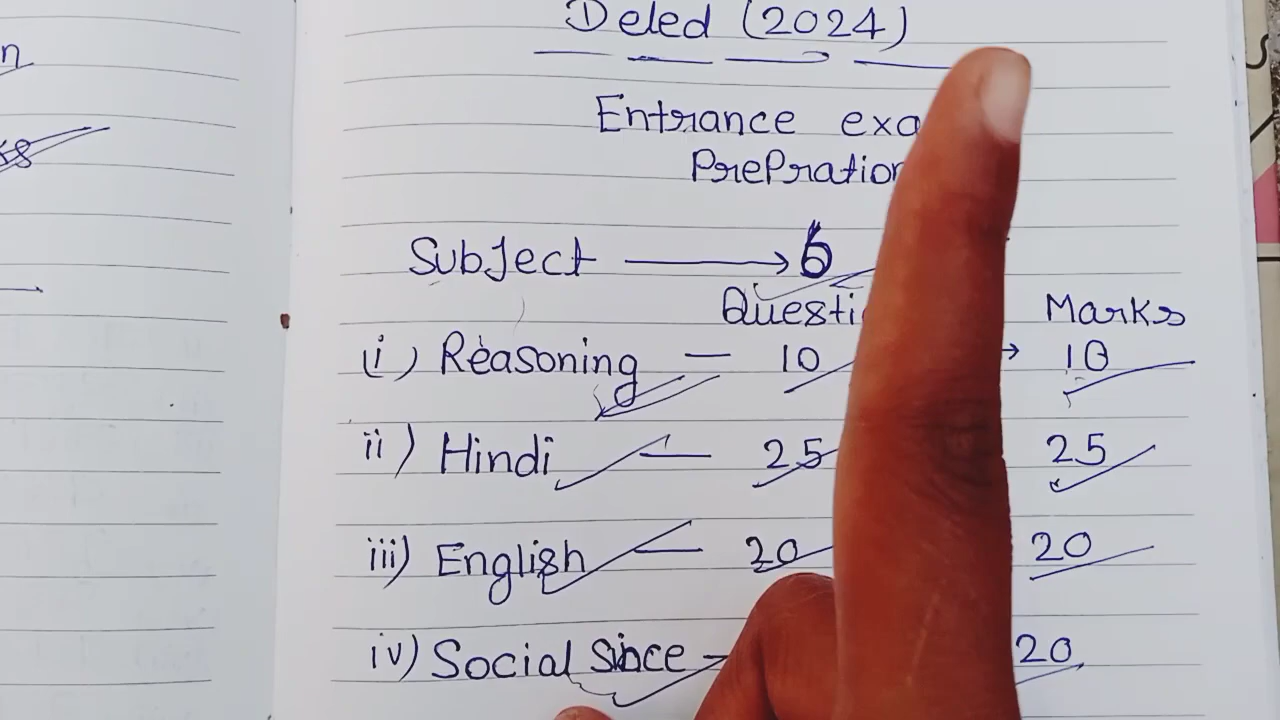 Deled (2024)
Entrance exa
PrePration
Subject → 6
Questi Marks
(i) Reasoning — 10 → 10
ii) Hindi — 25 25
iii) English — 20 20
iv) Social Since — 20